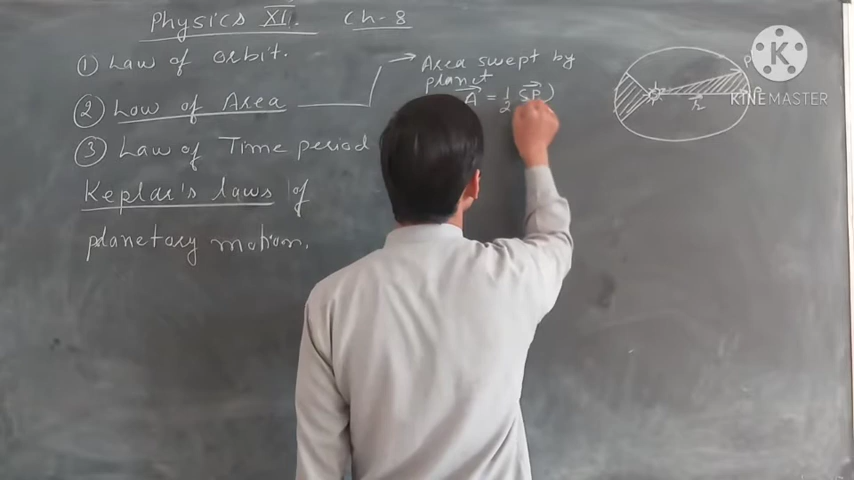 Physics XI. Ch-8
① Law of orbit.
② Low of Area
③ Law of Time period
Keplar's laws of
planetary motion.
→ Area swept by
planet
A = 1/2 SP)
P
r
KINEMASTER